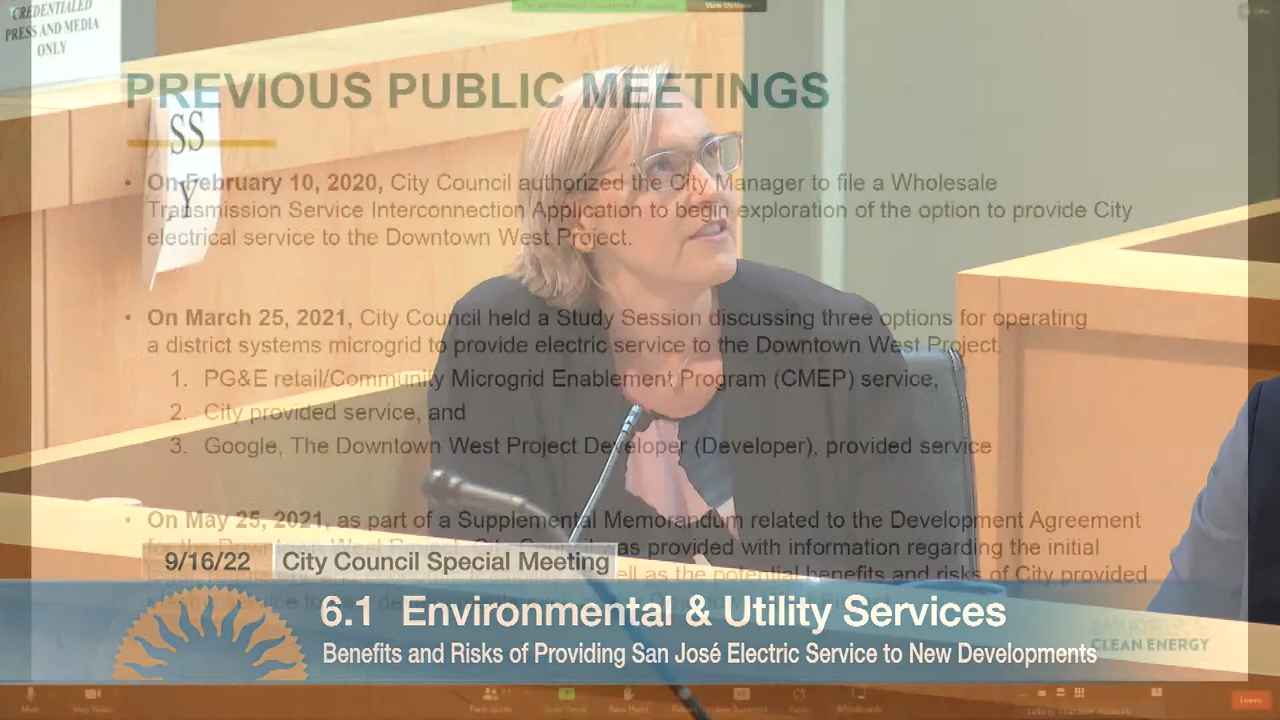 CREDENTIALED
PRESS AND MEDIA
ONLY
View Options
PREVIOUS PUBLIC MEETINGS
SS
Y
• On February 10, 2020, City Council authorized the City Manager to file a Wholesale
Transmission Service Interconnection Application to begin exploration of the option to provide City
electrical service to the Downtown West Project.
• On March 25, 2021, City Council held a Study Session discussing three options for operating
a district systems microgrid to provide electric service to the Downtown West Project.
1. PG&E retail/Community Microgrid Enablement Program (CMEP) service,
2. City provided service, and
3. Google, The Downtown West Project Developer (Developer), provided service
• On May 25, 2021, as part of a Supplemental Memorandum related to the Development Agreement
as provided with information regarding the initial
ell as the potential benefits and risks of City provided
9/16/22 City Council Special Meeting
6.1 Environmental & Utility Services
Benefits and Risks of Providing San José Electric Service to New Developments
CLEAN ENERGY